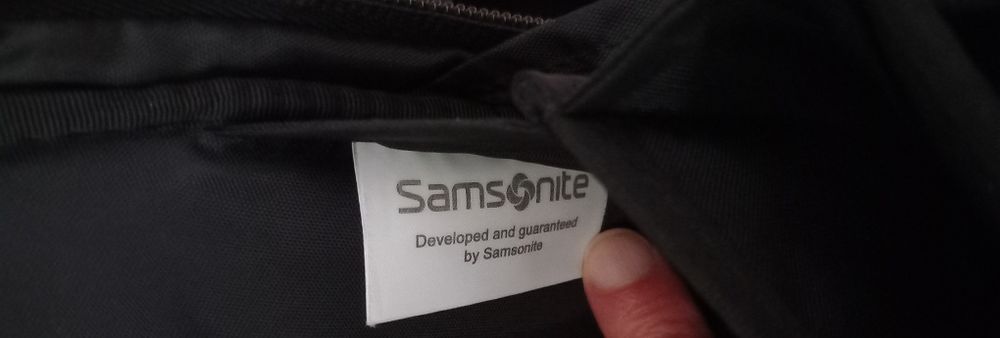 Samsonite
Developed and guaranteed
by Samsonite